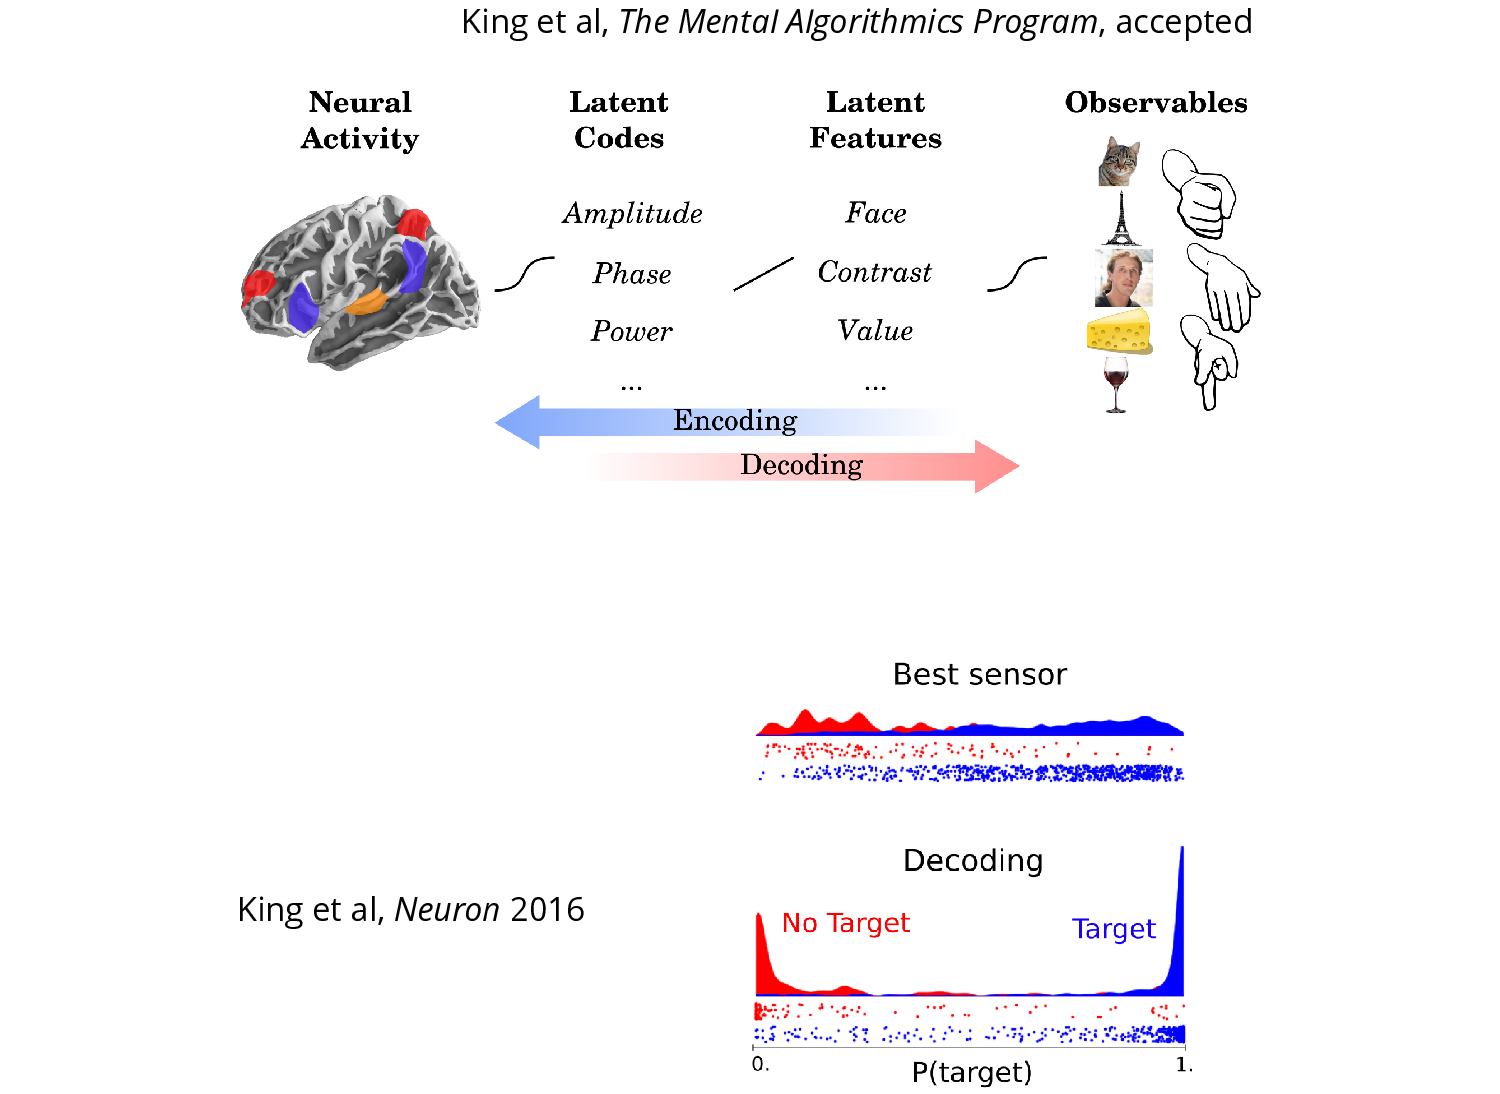 King et al, The Mental Algorithmics Program, accepted
Neural Activity
Latent Codes
Latent Features
Observables
Amplitude
Face
Phase
Contrast
Power
Value
...
...
Encoding
Decoding
Best sensor
Decoding
No Target
Target
King et al, Neuron 2016
0.
1.
P(target)